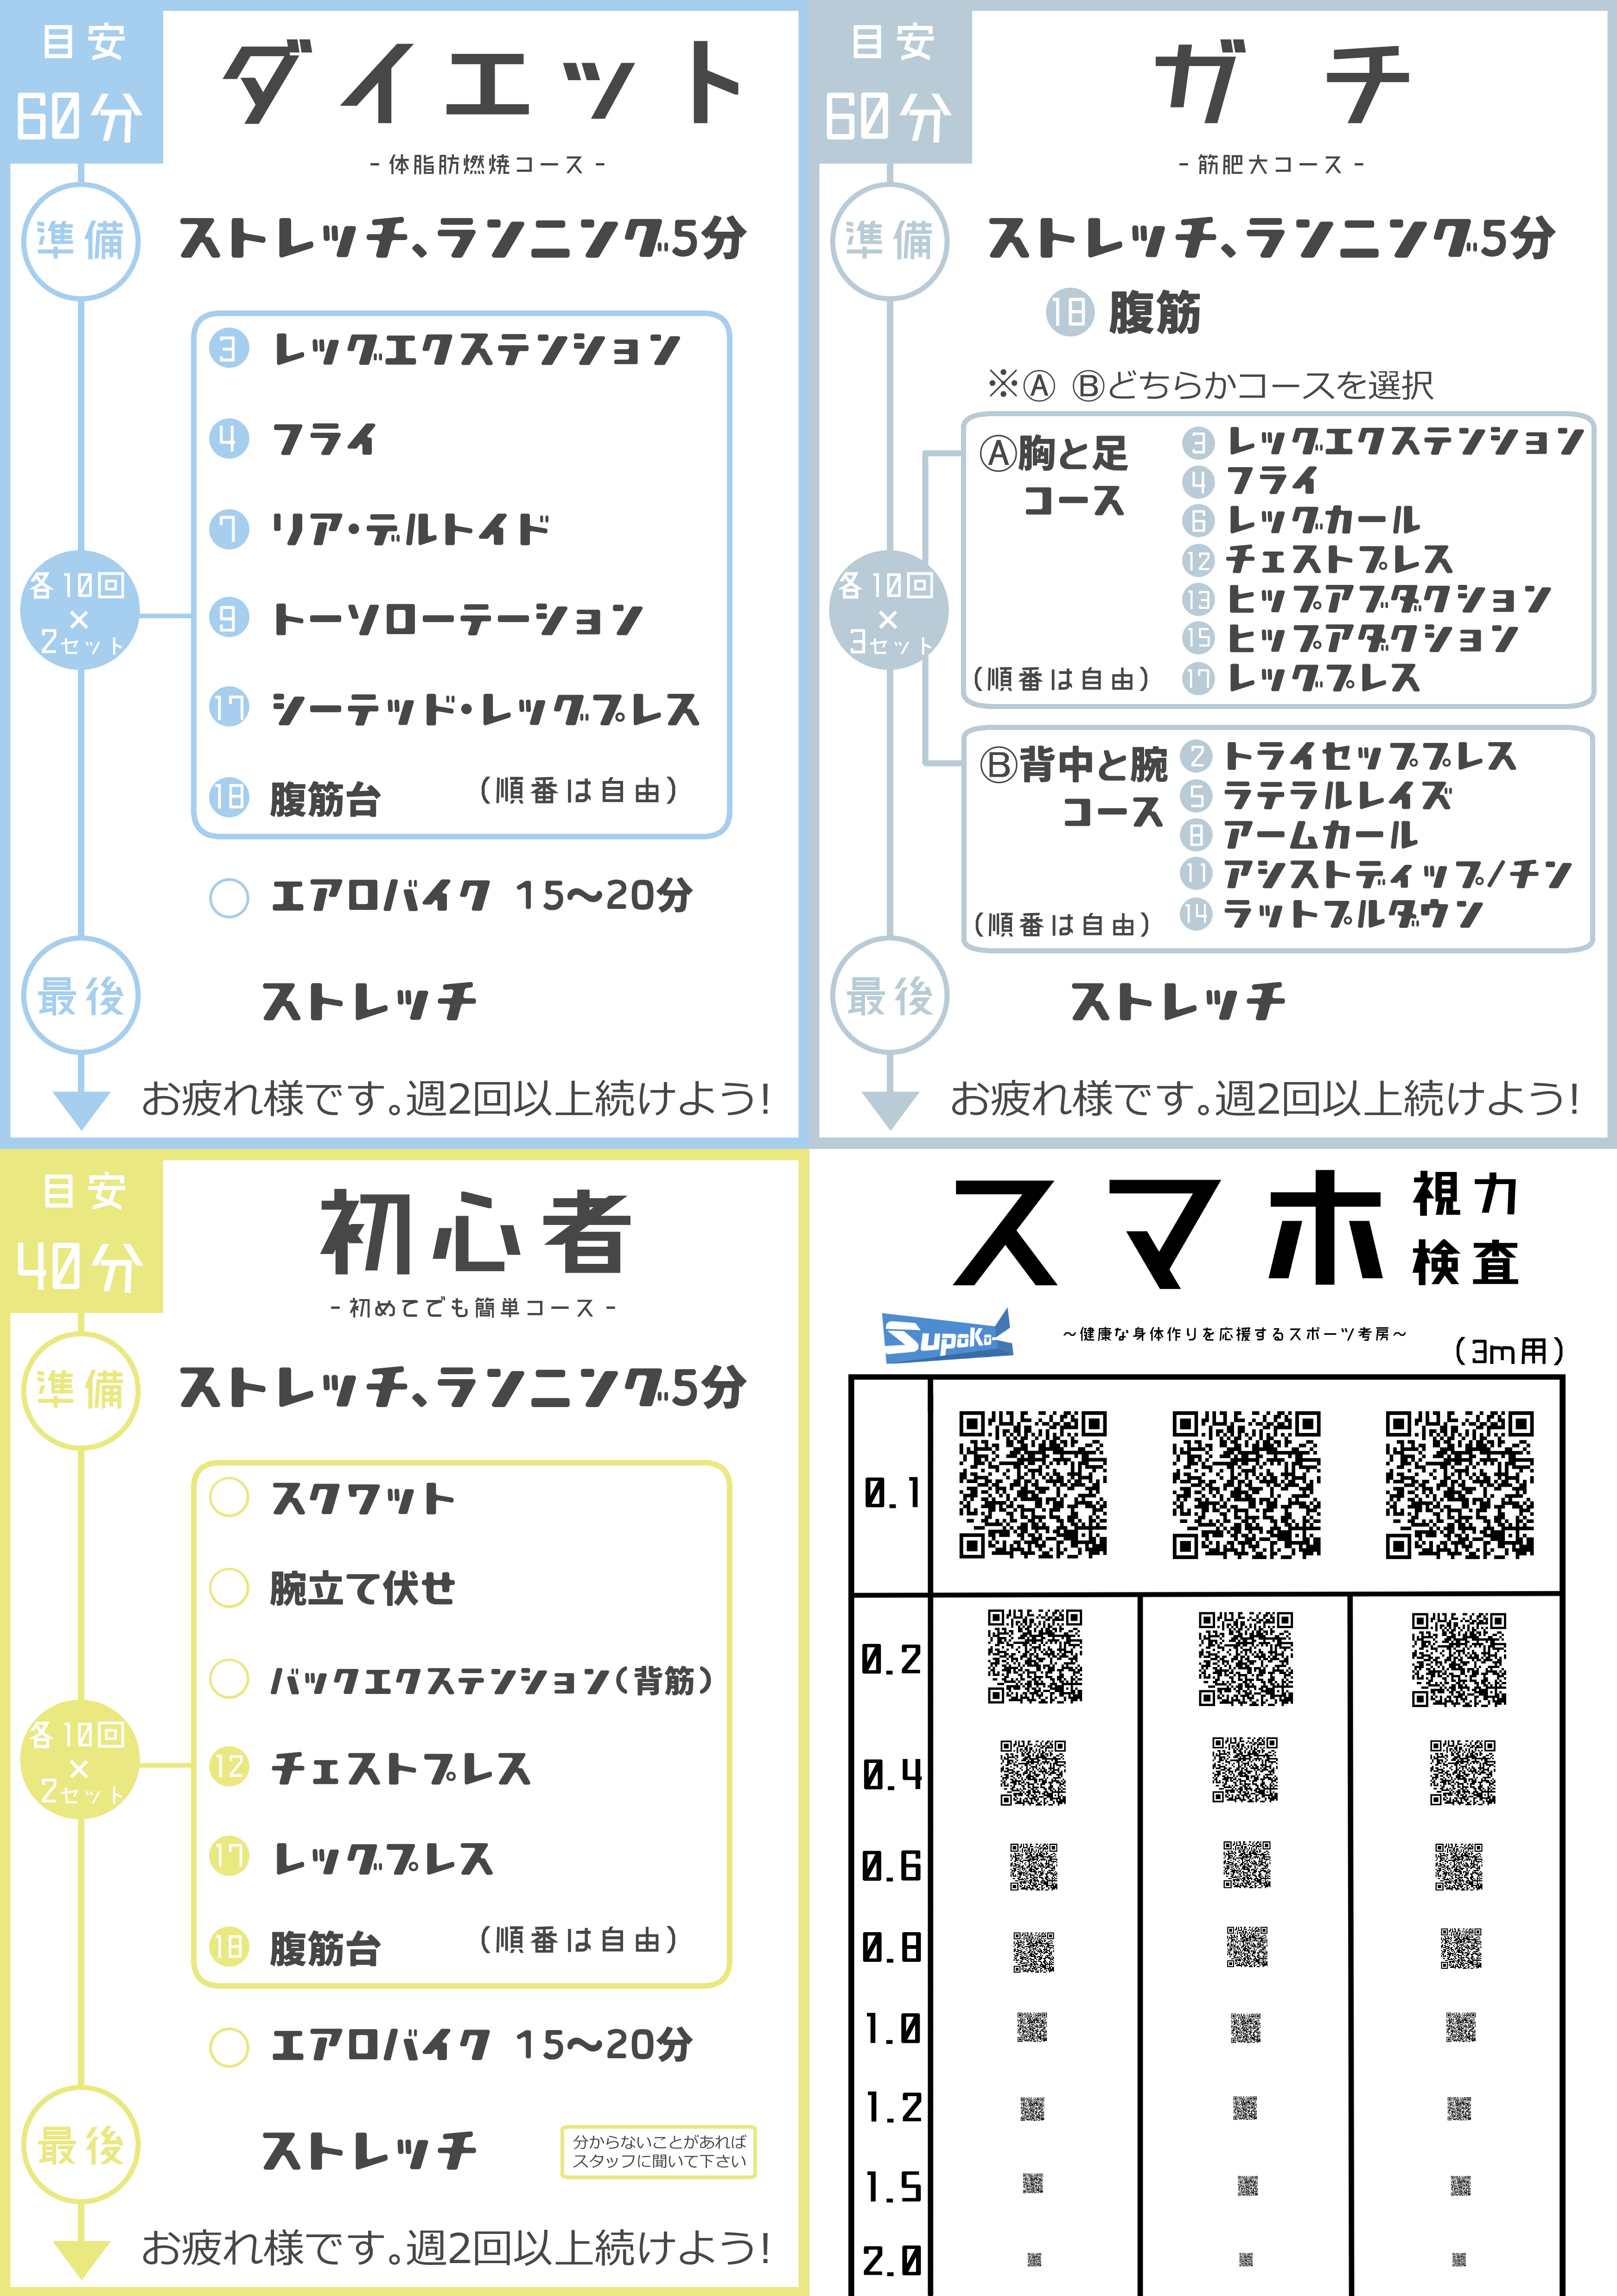 目安
60分
ダイエット
- 体脂肪燃焼コース -
準備
ストレッチ、ランニング5分
各10回
×
2セット
3 レッグエクステンション
4 フライ
7 リア・デルトイド
9 トーソローテーション
17 シーテッド・レッグプレス
18 腹筋台 (順番は自由)
エアロバイク 15〜20分
最後
ストレッチ
お疲れ様です。週2回以上続けよう!
目安
60分
ガチ
- 筋肥大コース -
準備
ストレッチ、ランニング5分
18 腹筋
※Ⓐ Ⓑどちらかコースを選択
各10回
×
3セット
Ⓐ胸と足
コース
3 レッグエクステンション
4 フライ
6 レッグカール
12 チェストプレス
13 ヒップアブダクション
15 ヒップアダクション
(順番は自由)
17 レッグプレス
Ⓑ背中と腕
コース
2 トライセッププレス
5 ラテラルレイズ
8 アームカール
11 アシストディップ/チン
14 ラットプルダウン
(順番は自由)
最後
ストレッチ
お疲れ様です。週2回以上続けよう!
目安
40分
初心者
- 初めてでも簡単コース -
準備
ストレッチ、ランニング5分
各10回
×
2セット
スクワット
腕立て伏せ
バックエクステンション(背筋)
12 チェストプレス
17 レッグプレス
18 腹筋台 (順番は自由)
エアロバイク 15〜20分
最後
ストレッチ
分からないことがあれば
スタッフに聞いて下さい
お疲れ様です。週2回以上続けよう!
スマホ
視力
検査
SupoKo
〜健康な身体作りを応援するスポーツ考房〜
(3m用)
0.1
0.2
0.4
0.6
0.8
1.0
1.2
1.5
2.0